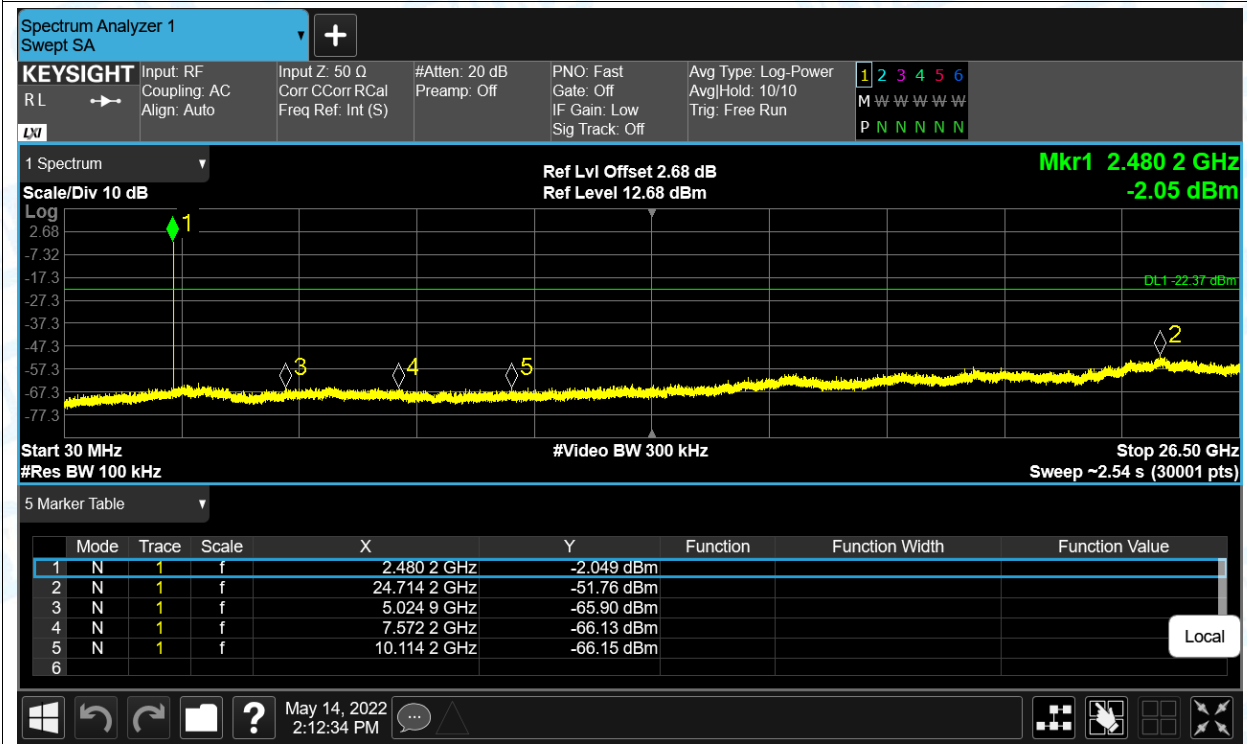 Spectrum Analyzer 1
Swept SA
+
KEYSIGHT
R L
LXI
Input: RF
Coupling: AC
Align: Auto
Input Z: 50 Ω
Corr CCorr RCal
Freq Ref: Int (S)
#Atten: 20 dB
Preamp: Off
PNO: Fast
Gate: Off
IF Gain: Low
Sig Track: Off
Avg Type: Log-Power
Avg|Hold: 10/10
Trig: Free Run
1 2 3 4 5 6
M W W W W W
P N N N N N
1 Spectrum
Scale/Div 10 dB
Ref Lvl Offset 2.68 dB
Ref Level 12.68 dBm
Mkr1 2.480 2 GHz
-2.05 dBm
Log
1
2.68
-7.32
-17.3
DL1 -22.37 dBm
-27.3
-37.3
2
-47.3
-57.3
3 4 5
-67.3
-77.3
Start 30 MHz #Video BW 300 kHz Stop 26.50 GHz
#Res BW 100 kHz Sweep ~2.54 s (30001 pts)
5 Marker Table
Mode Trace Scale X Y Function Function Width Function Value
1 N 1 f 2.480 2 GHz -2.049 dBm
2 N 1 f 24.714 2 GHz -51.76 dBm
3 N 1 f 5.024 9 GHz -65.90 dBm
4 N 1 f 7.572 2 GHz -66.13 dBm
5 N 1 f 10.114 2 GHz -66.15 dBm
6
Local
?
May 14, 2022
2:12:34 PM